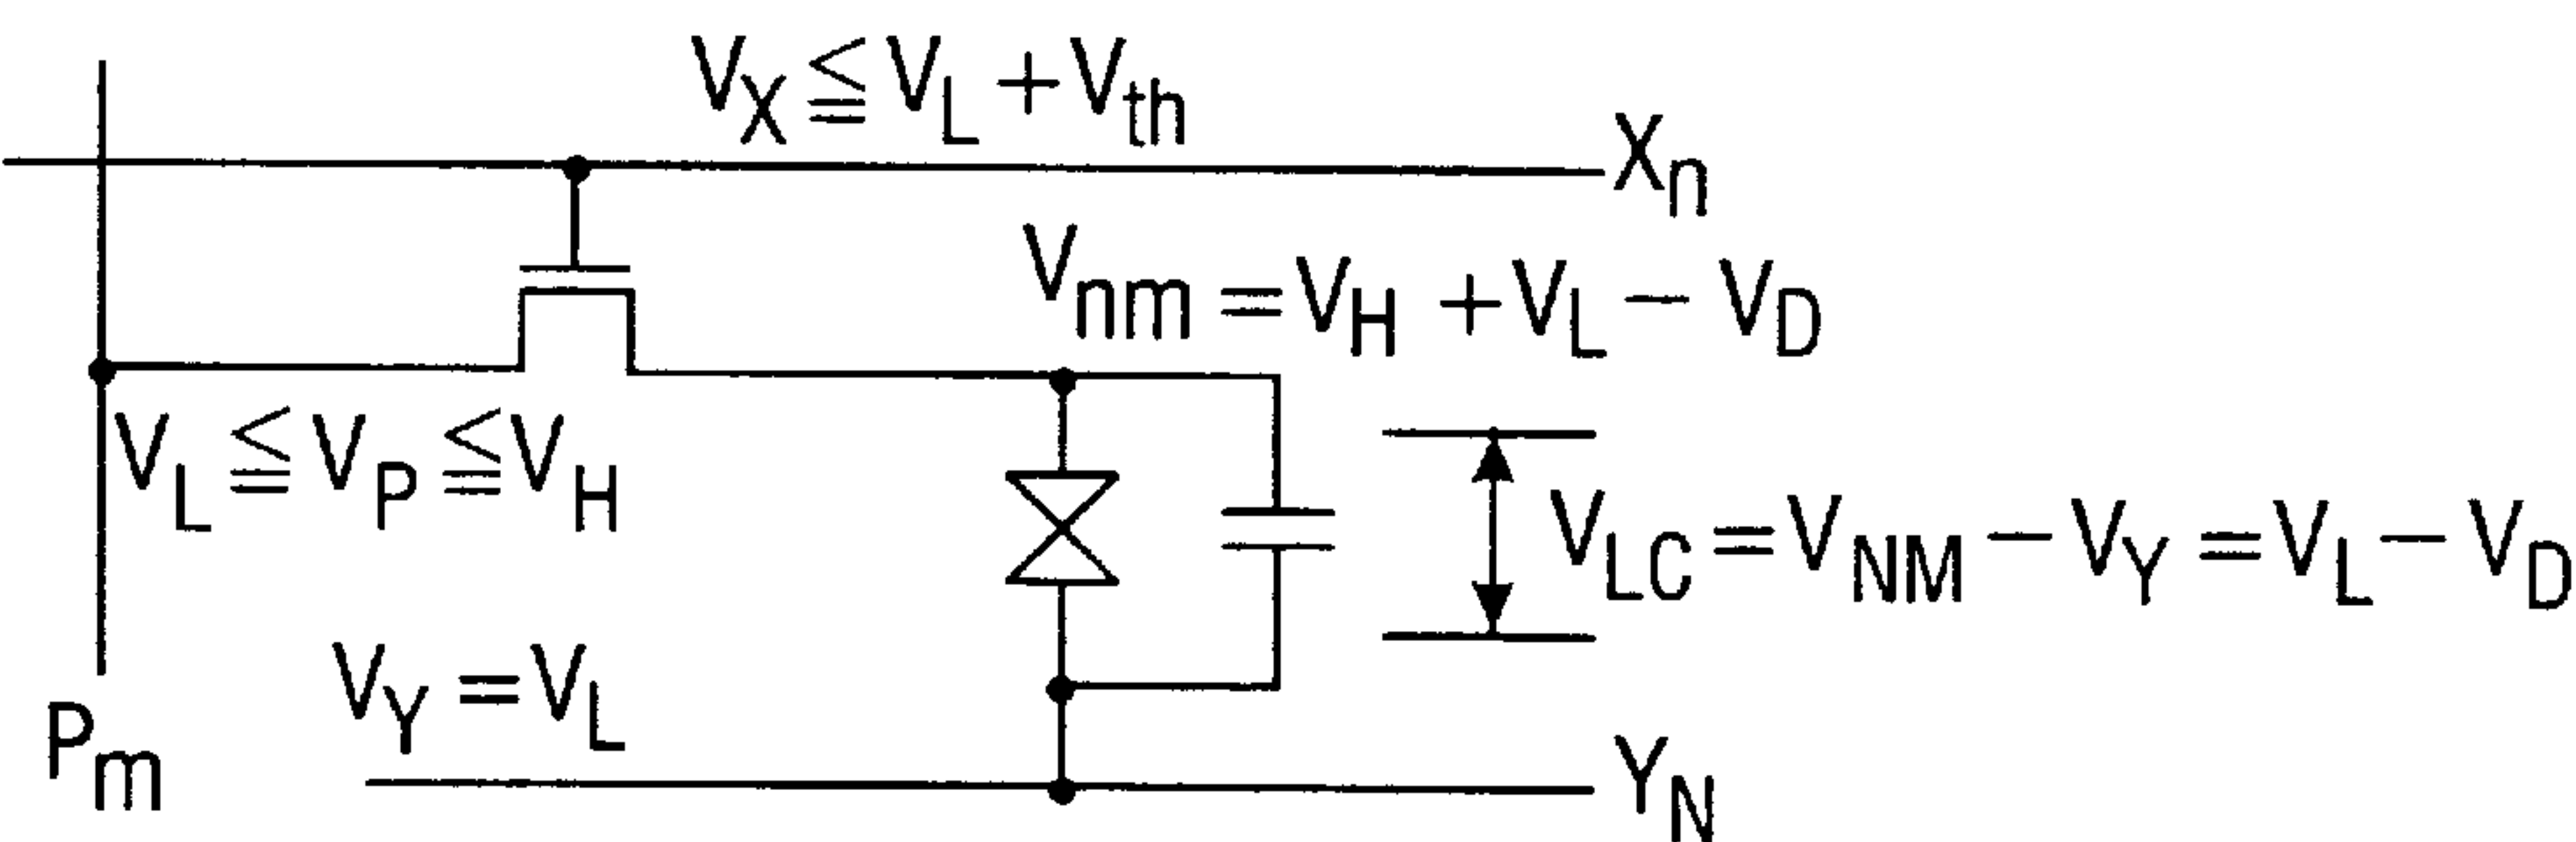 V_X ≦ V_L + V_th
X_n
V_nm = V_H + V_L − V_D
V_L ≦ V_P ≦ V_H
V_LC = V_NM − V_Y = V_L − V_D
V_Y = V_L
P_m
Y_N